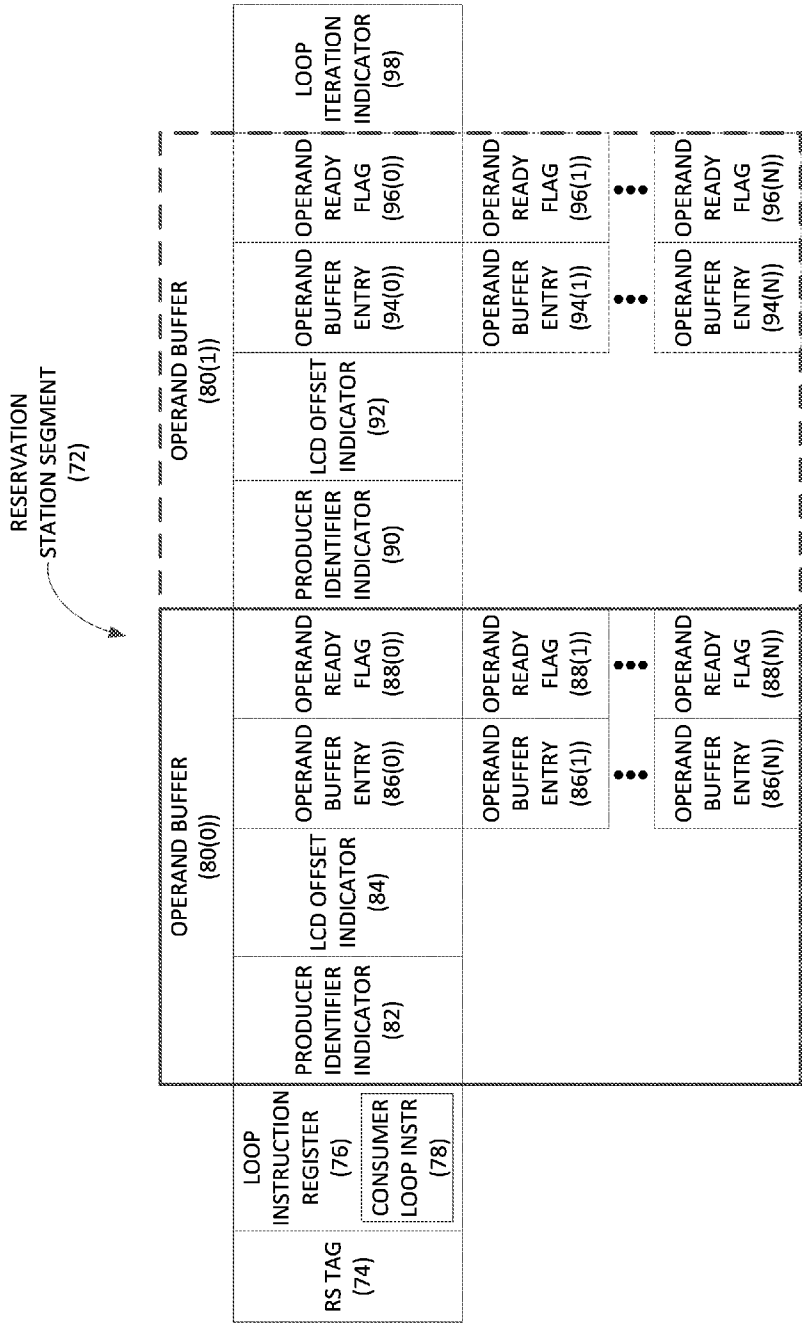 RESERVATION
STATION SEGMENT
(72)
RS TAG
(74)
LOOP
INSTRUCTION
REGISTER
(76)
CONSUMER
LOOP INSTR
(78)
OPERAND BUFFER
(80(0))
PRODUCER
IDENTIFIER
INDICATOR
(82)
LCD OFFSET
INDICATOR
(84)
OPERAND
BUFFER
ENTRY
(86(0))
OPERAND
READY
FLAG
(88(0))
OPERAND
BUFFER
ENTRY
(86(1))
OPERAND
READY
FLAG
(88(1))
OPERAND
BUFFER
ENTRY
(86(N))
OPERAND
READY
FLAG
(88(N))
OPERAND BUFFER
(80(1))
PRODUCER
IDENTIFIER
INDICATOR
(90)
LCD OFFSET
INDICATOR
(92)
OPERAND
BUFFER
ENTRY
(94(0))
OPERAND
READY
FLAG
(96(0))
OPERAND
BUFFER
ENTRY
(94(1))
OPERAND
READY
FLAG
(96(1))
OPERAND
BUFFER
ENTRY
(94(N))
OPERAND
READY
FLAG
(96(N))
LOOP
ITERATION
INDICATOR
(98)